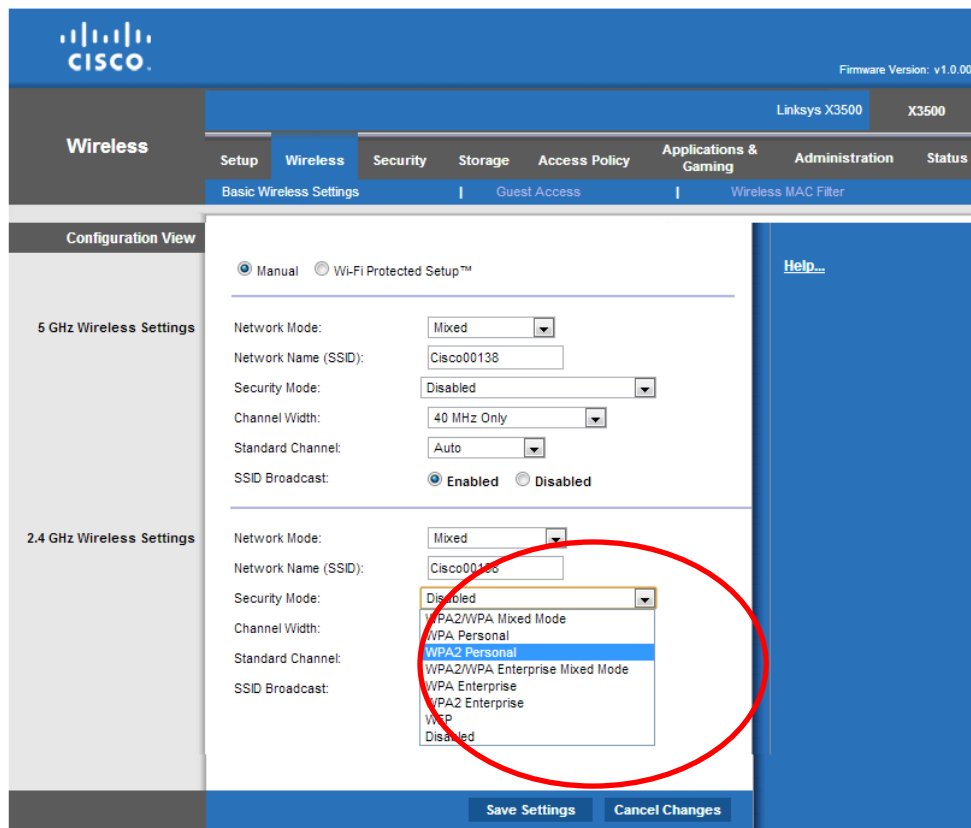 CISCO.
Firmware Version: v1.0.00
Linksys X3500 X3500
Wireless
Setup Wireless Security Storage Access Policy Applications & Gaming Administration Status
Basic Wireless Settings | Guest Access | Wireless MAC Filter
Configuration View
Manual Wi-Fi Protected Setup™
Help...
5 GHz Wireless Settings
Network Mode: Mixed
Network Name (SSID): Cisco00138
Security Mode: Disabled
Channel Width: 40 MHz Only
Standard Channel: Auto
SSID Broadcast: Enabled Disabled
2.4 GHz Wireless Settings
Network Mode: Mixed
Network Name (SSID): Cisco00138
Security Mode: Disabled
WPA2/WPA Mixed Mode
Channel Width:
WPA Personal
WPA2 Personal
Standard Channel:
WPA2/WPA Enterprise Mixed Mode
SSID Broadcast:
WPA Enterprise
WPA2 Enterprise
WEP
Disabled
Save Settings Cancel Changes